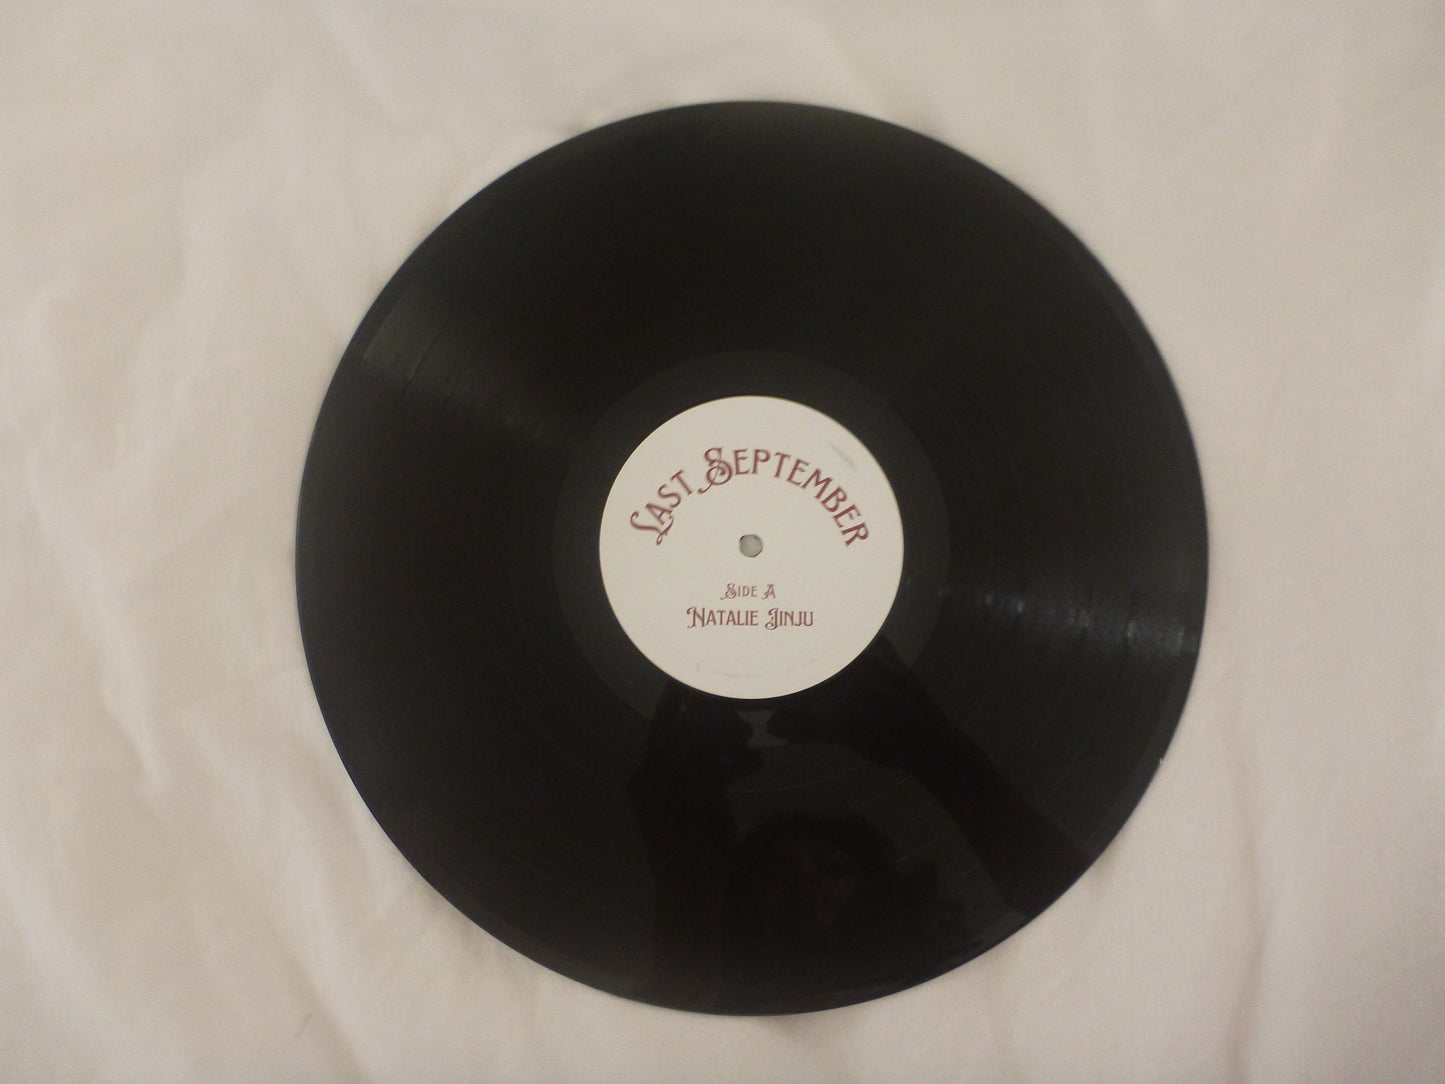 Last September
Side A
Natalie Jinju